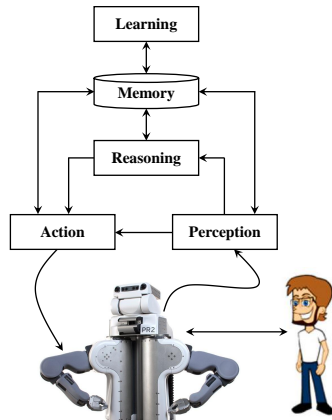 Learning
Memory
Reasoning
Action
Perception
PR2